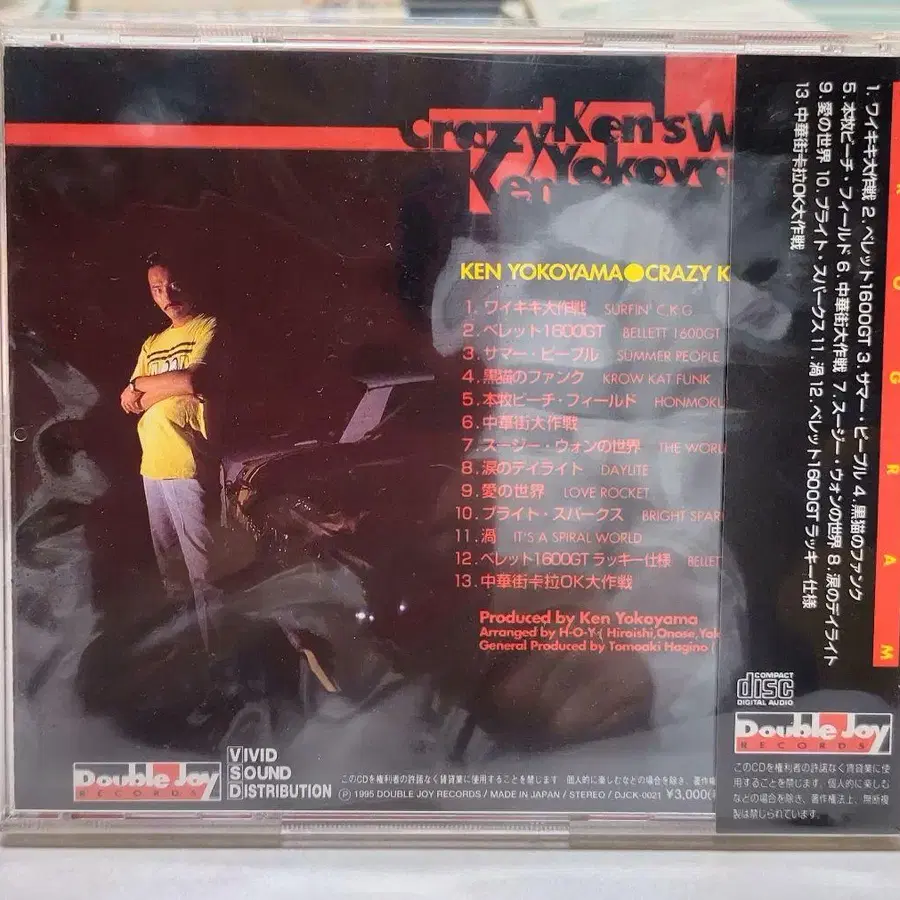 Crazy Ken's W
Ken Yokoya
KEN YOKOYAMA●CRAZY K
1. ワイキキ大作戦 SURFIN' C.K.G
2. ベレット1600GT BELLETT 1600GT
3. サマー・ピープル SUMMER PEOPLE
4. 黒猫のファンク KROW KAT FUNK
5. 本牧ビーチ・フィールド HONMOKU
6. 中華街大作戦
7. スージー・ウォンの世界 THE WORL
8. 涙のデイライト DAYLITE
9. 愛の世界 LOVE ROCKET
10. ブライト・スパークス BRIGHT SPAR
11. 渦 IT'S A SPIRAL WORLD
12. ベレット1600GT ラッキー仕様 BELLET
13. 中華街卡拉OK大作戦
Produced by Ken Yokoyama
Arranged by H·O·Y·( Hiroishi,Onose,Yok
General Produced by Tomoaki Hagino (
Double Joy
RECORDS
VIVID
SOUND
DISTRIBUTION
このCDを権利者の許諾なく賃貸業に使用することを禁じます 個人的に楽しむなどの場合を除き、著作権
Ⓟ 1995 DOUBLE JOY RECORDS / MADE IN JAPAN / STEREO / DJCK-0021 ¥3,000(
1. ワイキキ大作戦 2. ベレット1600GT 3. サマー・ピープル 4. 黒猫のファンク
5. 本牧ビーチ・フィールド 6. 中華街大作戦 7. スージー・ウォンの世界 8. 涙のデイライト
9. 愛の世界 10. ブライト・スパークス 11. 渦 12. ベレット1600GT ラッキー仕様
13. 中華街卡拉OK大作戦
O G R A M
COMPACT
disc
DIGITAL AUDIO
Double Joy
RECORDS
このCDを権利者の許諾なく賃貸業に使用することを禁じます。個人的に楽しむなどの場合を除き、著作権法上、無断複製は禁じられています。